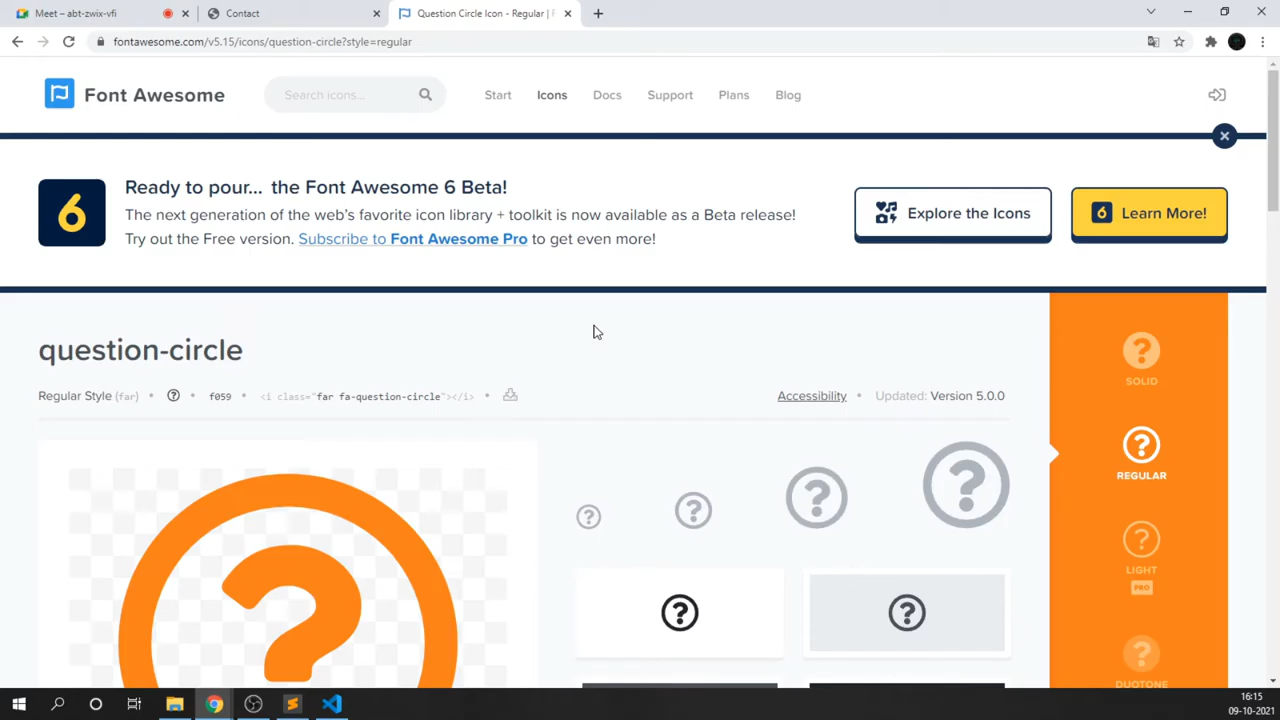 Meet – abt-zwix-vfi
Contact
Question Circle Icon - Regular | F
fontawesome.com/v5.15/icons/question-circle?style=regular
Font Awesome
Search icons...
Start
Icons
Docs
Support
Plans
Blog
6
Ready to pour... the Font Awesome 6 Beta!
The next generation of the web's favorite icon library + toolkit is now available as a Beta release!
Try out the Free version. Subscribe to Font Awesome Pro to get even more!
Explore the Icons
6 Learn More!
question-circle
Regular Style (far) • • f059 • <i class="far fa-question-circle"></i> •
Accessibility • Updated: Version 5.0.0
SOLID
REGULAR
LIGHT
PRO
DUOTONE
16:15
09-10-2021